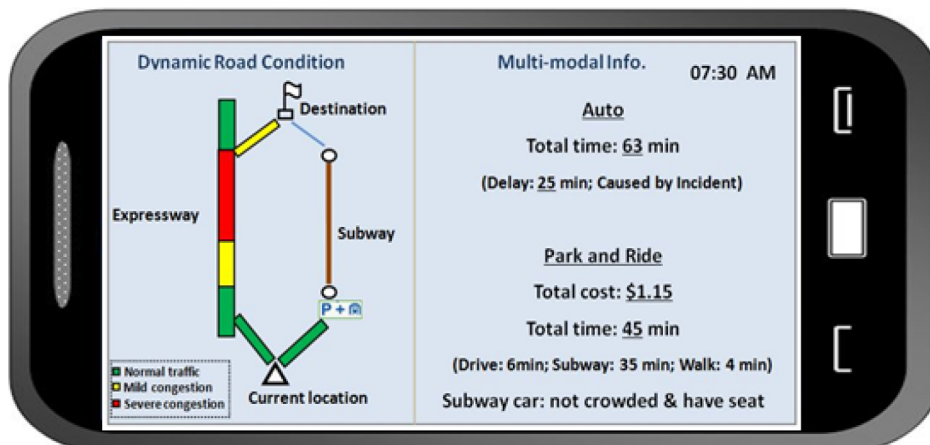 Dynamic Road Condition
Destination
Expressway
Subway
P +
Normal traffic
Mild congestion
Severe congestion
Current location
Multi-modal Info.
07:30 AM
Auto
Total time: 63 min
(Delay: 25 min; Caused by Incident)
Park and Ride
Total cost: $1.15
Total time: 45 min
(Drive: 6min; Subway: 35 min; Walk: 4 min)
Subway car: not crowded & have seat